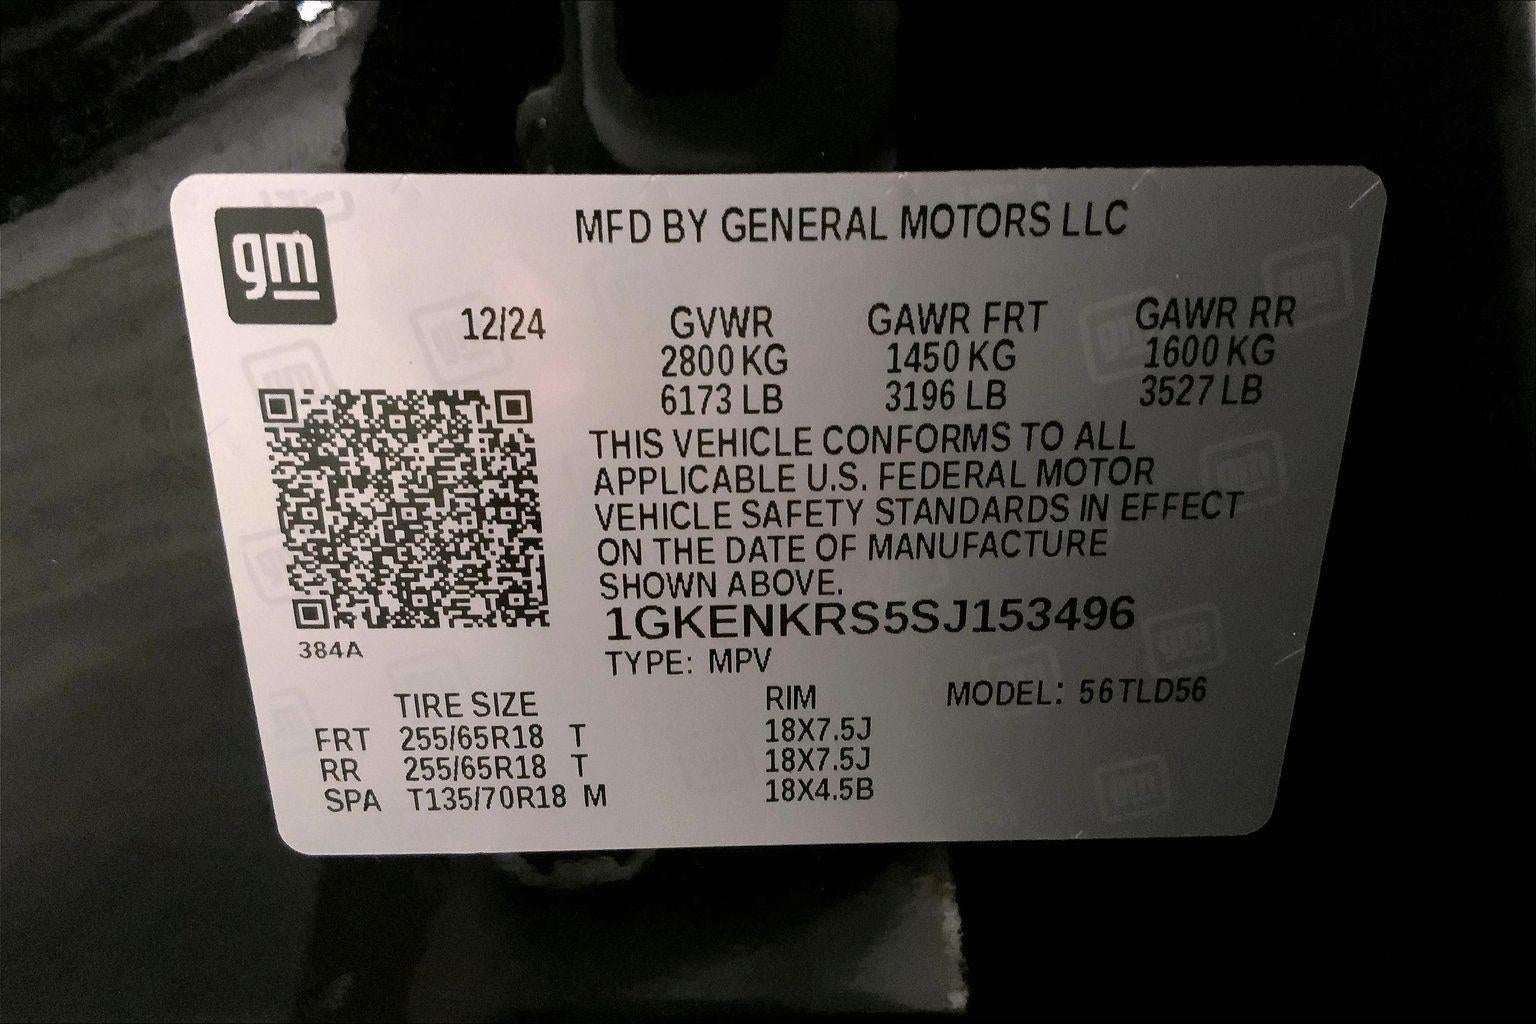 gm
MFD BY GENERAL MOTORS LLC
12/24 GVWR GAWR FRT GAWR RR
2800 KG 1450 KG 1600 KG
6173 LB 3196 LB 3527 LB
THIS VEHICLE CONFORMS TO ALL
APPLICABLE U.S. FEDERAL MOTOR
VEHICLE SAFETY STANDARDS IN EFFECT
ON THE DATE OF MANUFACTURE
SHOWN ABOVE.
1GKENKRS5SJ153496
384A
TYPE: MPV
TIRE SIZE RIM MODEL: 56TLD56
FRT 255/65R18 T 18X7.5J
RR 255/65R18 T 18X7.5J
SPA T135/70R18 M 18X4.5B